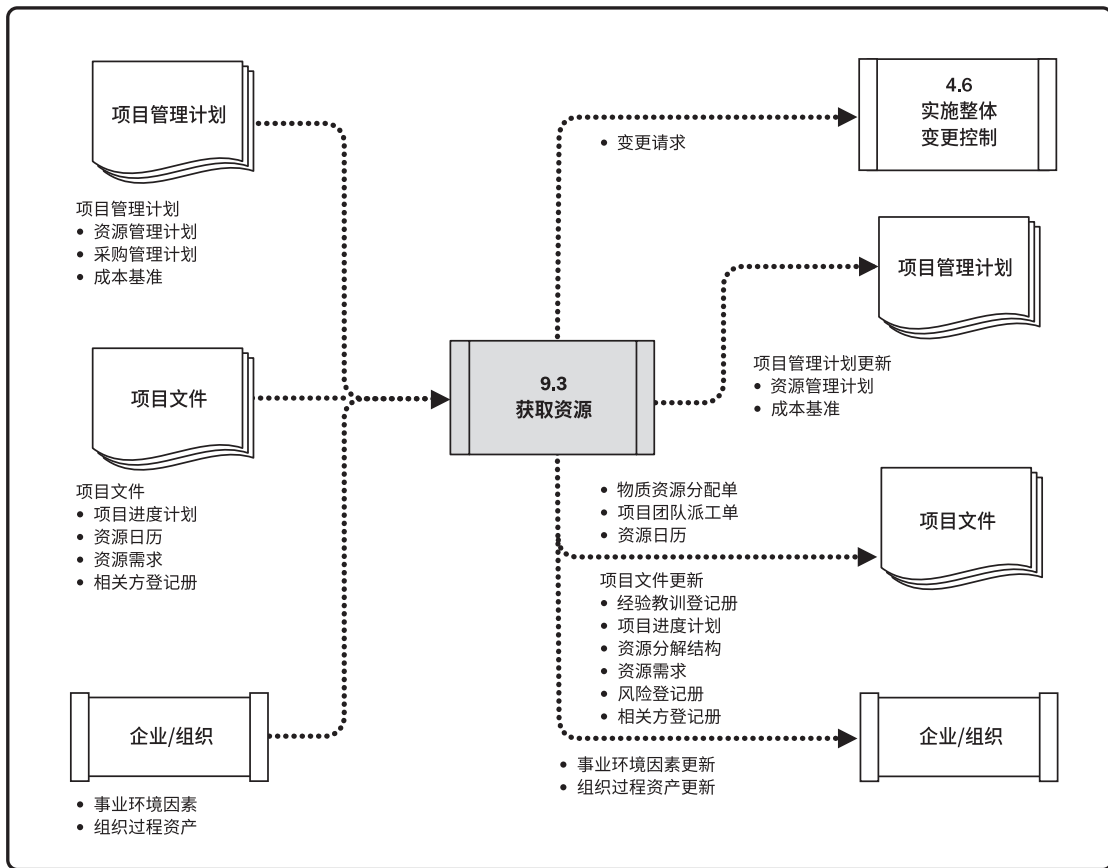 项目管理计划
项目管理计划
• 资源管理计划
• 采购管理计划
• 成本基准
项目文件
项目文件
• 项目进度计划
• 资源日历
• 资源需求
• 相关方登记册
企业/组织
• 事业环境因素
• 组织过程资产
9.3
获取资源
• 变更请求
4.6
实施整体
变更控制
项目管理计划
项目管理计划更新
• 资源管理计划
• 成本基准
• 物质资源分配单
• 项目团队派工单
• 资源日历
项目文件
项目文件更新
• 经验教训登记册
• 项目进度计划
• 资源分解结构
• 资源需求
• 风险登记册
• 相关方登记册
企业/组织
• 事业环境因素更新
• 组织过程资产更新